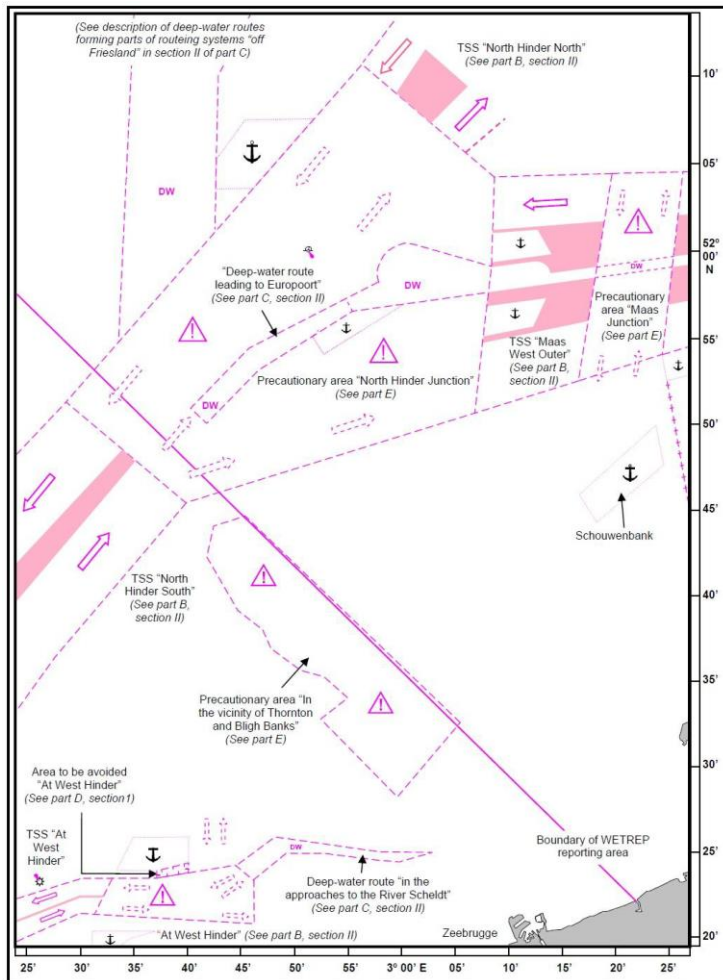 (See description of deep-water routes
forming parts of routeing systems “off
Friesland” in section II of part C)
TSS “North Hinder North”
(See part B, section II)
10’
05’
DW
52º
00’
N
“Deep-water route
leading to Europoort”
(See part C, section II)
DW
DW
Precautionary
area “Maas
Junction”
(See part E)
TSS “Maas
West Outer”
(See part B,
section II)
55’
Precautionary area “North Hinder Junction”
(See part E)
DW
50’
45’
Schouwenbank
TSS “North
Hinder South”
(See part B,
section II)
40’
35’
Precautionary area “In
the vicinity of Thornton
and Bligh Banks”
(See part E)
30’
Area to be avoided
“At West Hinder”
(See part D, section1)
TSS “At
West
Hinder”
DW
Boundary of WETREP
reporting area
25’
Deep-water route “in the
approaches to the River Scheldt”
(See part C, section II)
“At West Hinder” (See part B, section II)
Zeebrugge
20’
25’
30’
35’
40’
45’
50’
55’
3º 00’ E
05’
10’
15’
20’
25’